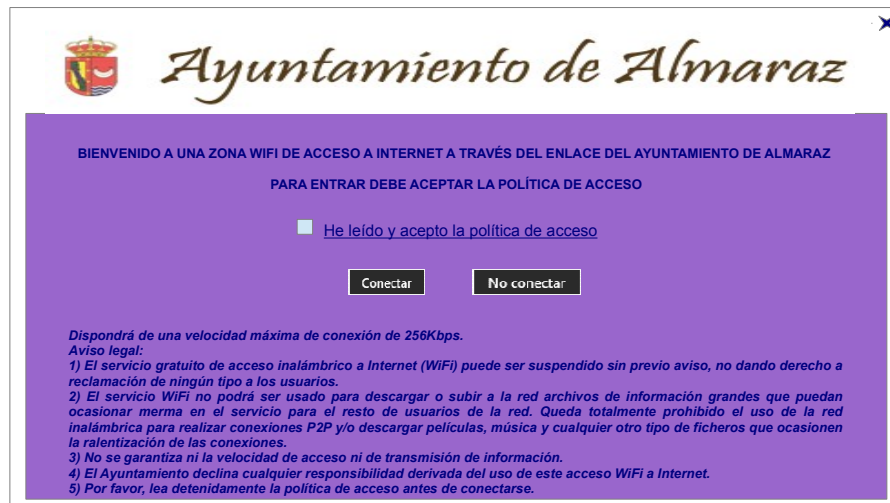 Ayuntamiento de Almaraz
BIENVENIDO A UNA ZONA WIFI DE ACCESO A INTERNET A TRAVÉS DEL ENLACE DEL AYUNTAMIENTO DE ALMARAZ
PARA ENTRAR DEBE ACEPTAR LA POLÍTICA DE ACCESO
He leído y acepto la política de acceso
Conectar No conectar
Dispondrá de una velocidad máxima de conexión de 256Kbps.
Aviso legal:
1) El servicio gratuito de acceso inalámbrico a Internet (WiFi) puede ser suspendido sin previo aviso, no dando derecho a
reclamación de ningún tipo a los usuarios.
2) El servicio WiFi no podrá ser usado para descargar o subir a la red archivos de información grandes que puedan
ocasionar merma en el servicio para el resto de usuarios de la red. Queda totalmente prohibido el uso de la red
inalámbrica para realizar conexiones P2P y/o descargar películas, música y cualquier otro tipo de ficheros que ocasionen
la ralentización de las conexiones.
3) No se garantiza ni la velocidad de acceso ni de transmisión de información.
4) El Ayuntamiento declina cualquier responsibilidad derivada del uso de este acceso WiFi a Internet.
5) Por favor, lea detenidamente la política de acceso antes de conectarse.